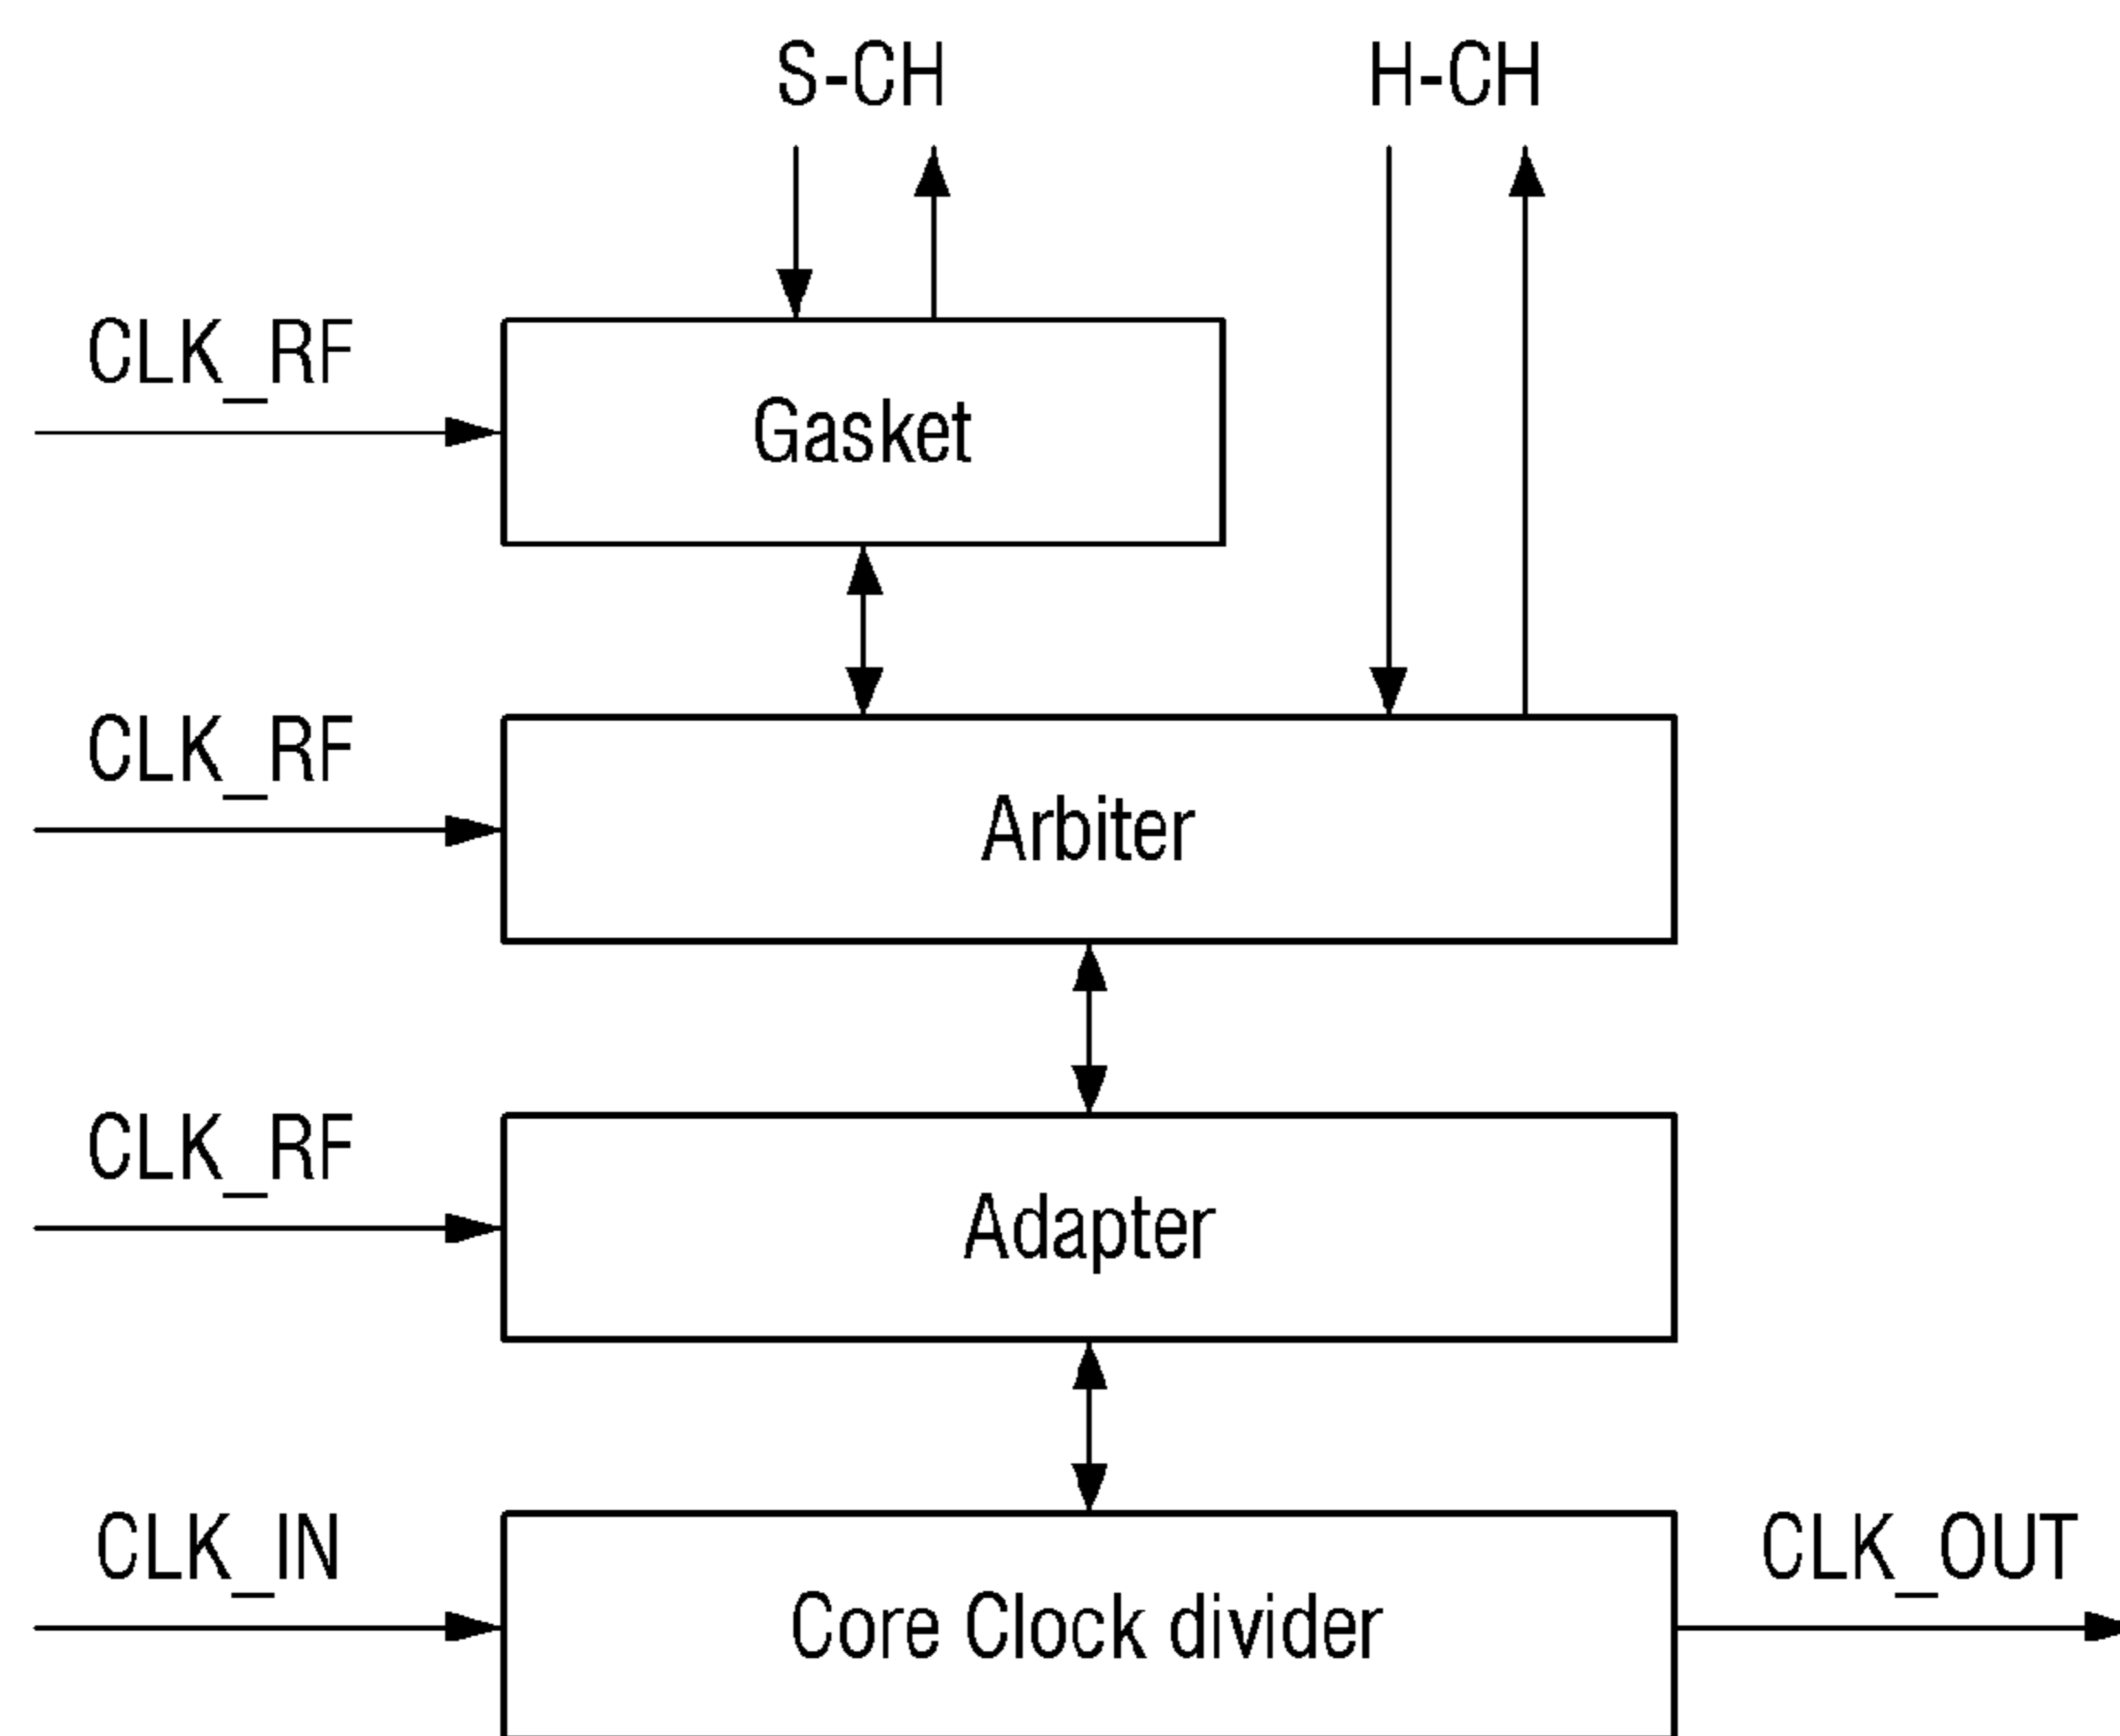 S-CH
H-CH
CLK_RF
Gasket
CLK_RF
Arbiter
CLK_RF
Adapter
CLK_IN
CLK_OUT
Core Clock divider